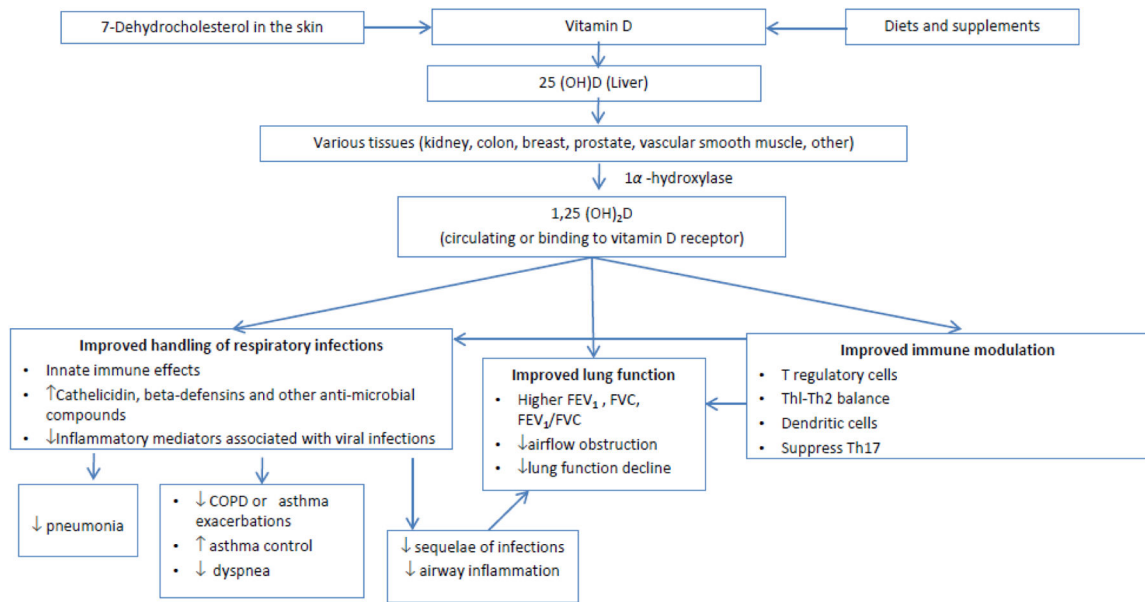 7-Dehydrocholesterol in the skin
Vitamin D
Diets and supplements
25 (OH)D (Liver)
Various tissues (kidney, colon, breast, prostate, vascular smooth muscle, other)
1α -hydroxylase
1,25 (OH)₂D
(circulating or binding to vitamin D receptor)
Improved handling of respiratory infections
• Innate immune effects
• ↑Cathelicidin, beta-defensins and other anti-microbial
compounds
• ↓Inflammatory mediators associated with viral infections
Improved lung function
• Higher FEV₁ , FVC,
FEV₁/FVC
• ↓airflow obstruction
• ↓lung function decline
Improved immune modulation
• T regulatory cells
• Thl-Th2 balance
• Dendritic cells
• Suppress Th17
↓ pneumonia
• ↓COPD or asthma
exacerbations
• ↑ asthma control
• ↓ dyspnea
↓ sequelae of infections
↓ airway inflammation